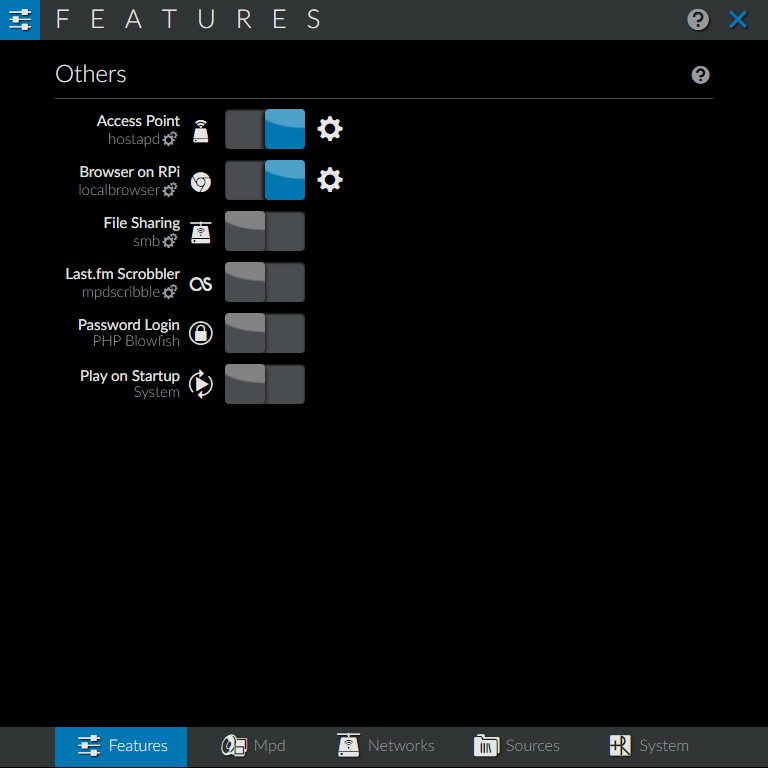 FEATURES
Others
Access Point
hostapd
Browser on RPi
localbrowser
File Sharing
smb
Last.fm Scrobbler
mpdscribble
Password Login
PHP Blowfish
Play on Startup
System
Features Mpd Networks Sources +R System